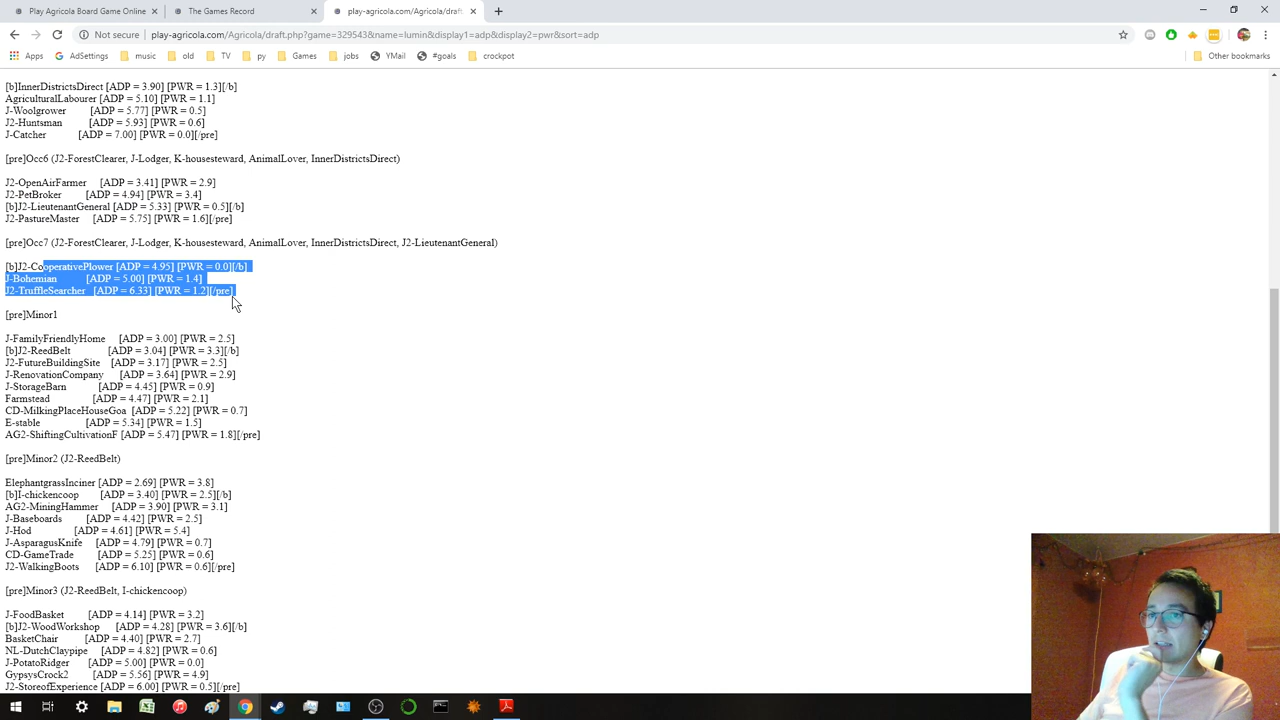 Play Agricola Board Game Online
The Games Record
play-agricola.com/Agricola/draf
Not secure
play-agricola.com/Agricola/draft.php?game=329543&name=lumin&display1=adp&display2=pwr&sort=adp
Apps
AdSettings
music
old
TV
py
Games
jobs
YMail
#goals
crockpot
Other bookmarks
[b]InnerDistrictsDirect [ADP = 3.90] [PWR = 1.3][/b]
AgriculturalLabourer [ADP = 5.10] [PWR = 1.1]
J-Woolgrower [ADP = 5.77] [PWR = 0.5]
J2-Huntsman [ADP = 5.93] [PWR = 0.6]
J-Catcher [ADP = 7.00] [PWR = 0.0][/pre]
[pre]Occ6 (J2-ForestClearer, J-Lodger, K-housesteward, AnimalLover, InnerDistrictsDirect)
J2-OpenAirFarmer [ADP = 3.41] [PWR = 2.9]
J2-PetBroker [ADP = 4.94] [PWR = 3.4]
[b]J2-LieutenantGeneral [ADP = 5.33] [PWR = 0.5][/b]
J2-PastureMaster [ADP = 5.75] [PWR = 1.6][/pre]
[pre]Occ7 (J2-ForestClearer, J-Lodger, K-housesteward, AnimalLover, InnerDistrictsDirect, J2-LieutenantGeneral)
[b]J2-CooperativePlower [ADP = 4.95] [PWR = 0.0][/b]
J-Bohemian [ADP = 5.00] [PWR = 1.4]
J2-TruffleSearcher [ADP = 6.33] [PWR = 1.2][/pre]
[pre]Minor1
J-FamilyFriendlyHome [ADP = 3.00] [PWR = 2.5]
[b]J2-ReedBelt [ADP = 3.04] [PWR = 3.3][/b]
J2-FutureBuildingSite [ADP = 3.17] [PWR = 2.5]
J-RenovationCompany [ADP = 3.64] [PWR = 2.9]
J-StorageBarn [ADP = 4.45] [PWR = 0.9]
Farmstead [ADP = 4.47] [PWR = 2.1]
CD-MilkingPlaceHouseGoa [ADP = 5.22] [PWR = 0.7]
E-stable [ADP = 5.34] [PWR = 1.5]
AG2-ShiftingCultivationF [ADP = 5.47] [PWR = 1.8][/pre]
[pre]Minor2 (J2-ReedBelt)
ElephantgrassInciner [ADP = 2.69] [PWR = 3.8]
[b]I-chickencoop [ADP = 3.40] [PWR = 2.5][/b]
AG2-MiningHammer [ADP = 3.90] [PWR = 3.1]
J-Baseboards [ADP = 4.42] [PWR = 2.5]
J-Hod [ADP = 4.61] [PWR = 5.4]
J-AsparagusKnife [ADP = 4.79] [PWR = 0.7]
CD-GameTrade [ADP = 5.25] [PWR = 0.6]
J2-WalkingBoots [ADP = 6.10] [PWR = 0.6][/pre]
[pre]Minor3 (J2-ReedBelt, I-chickencoop)
J-FoodBasket [ADP = 4.14] [PWR = 3.2]
[b]J2-WoodWorkshop [ADP = 4.28] [PWR = 3.6][/b]
BasketChair [ADP = 4.40] [PWR = 2.7]
NL-DutchClaypipe [ADP = 4.82] [PWR = 0.6]
J-PotatoRidger [ADP = 5.00] [PWR = 0.0]
GypsysCrock2 [ADP = 5.56] [PWR = 4.9]
J2-StoreofExperience [ADP = 6.00] [PWR = 0.5][/pre]